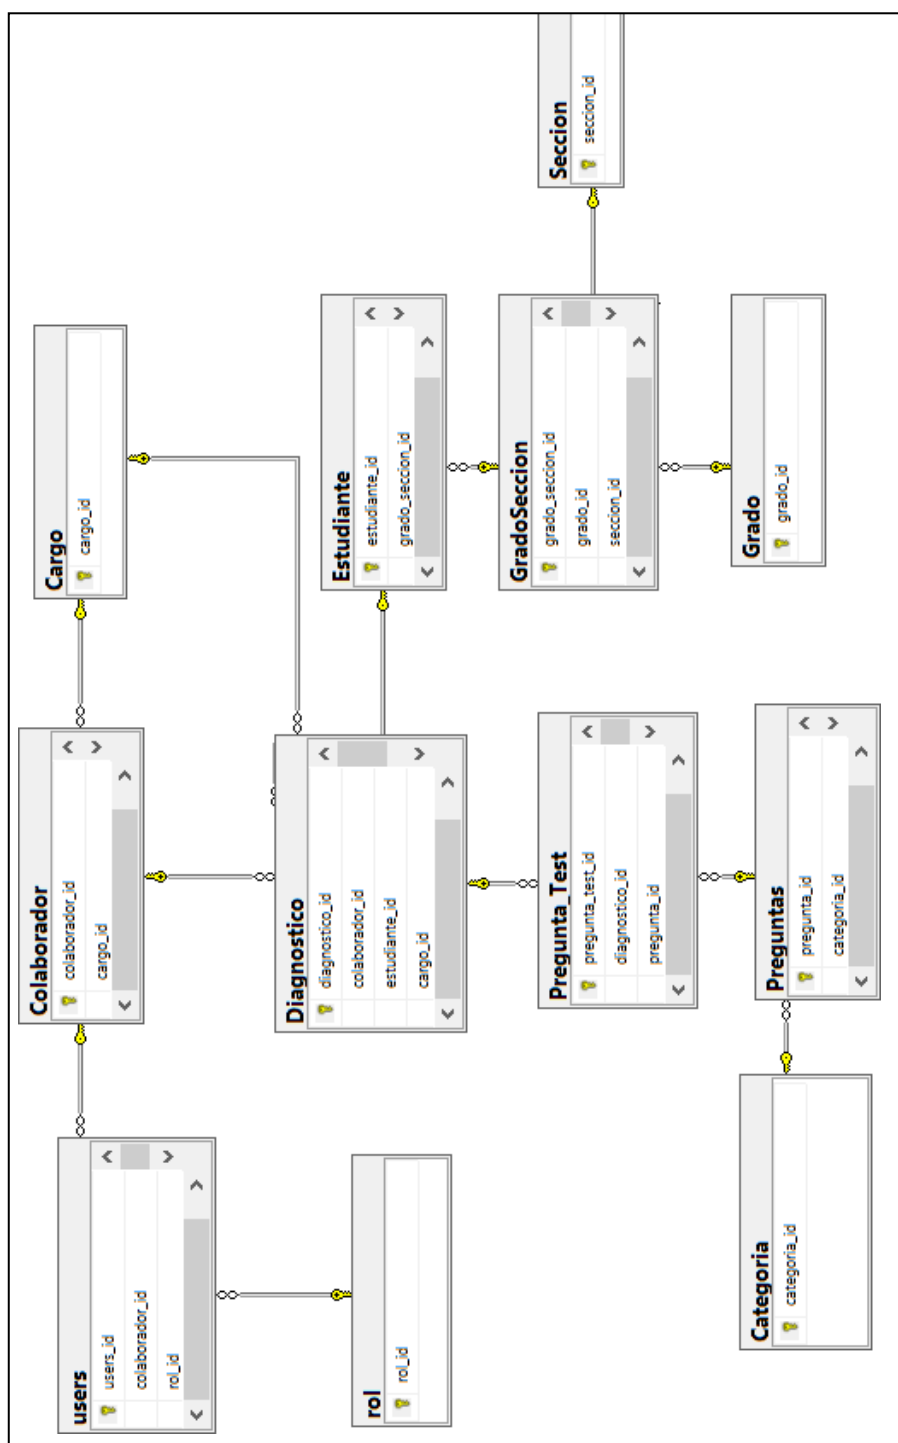 users
users_id
colaborador_id
rol_id
Colaborador
colaborador_id
cargo_id
Cargo
cargo_id
rol
rol_id
Diagnostico
diagnostico_id
colaborador_id
estudiante_id
cargo_id
Estudiante
estudiante_id
grado_seccion_id
Pregunta_Test
pregunta_test_id
diagnostico_id
pregunta_id
GradoSeccion
grado_seccion_id
grado_id
seccion_id
Seccion
seccion_id
Categoria
categoria_id
Preguntas
pregunta_id
categoria_id
Grado
grado_id